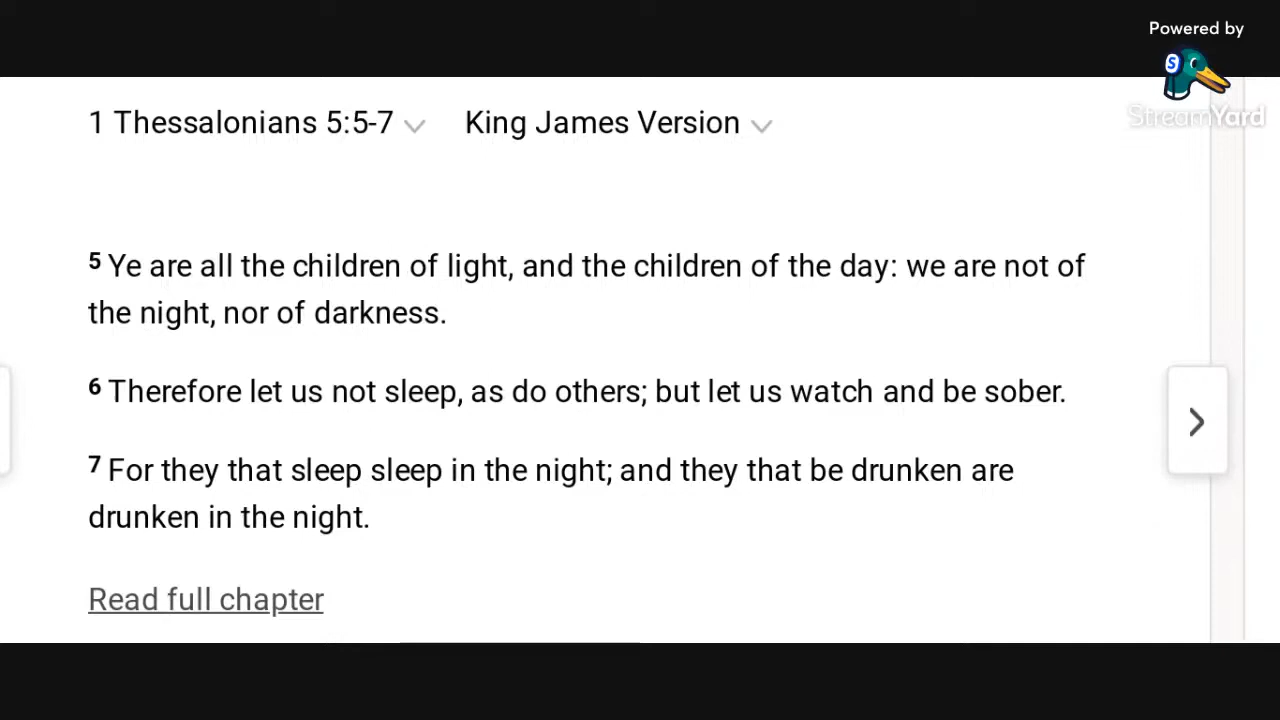 Powered by
S
StreamYard
1 Thessalonians 5:5-7 King James Version
5 Ye are all the children of light, and the children of the day: we are not of
the night, nor of darkness.
6 Therefore let us not sleep, as do others; but let us watch and be sober.
7 For they that sleep sleep in the night; and they that be drunken are
drunken in the night.
Read full chapter